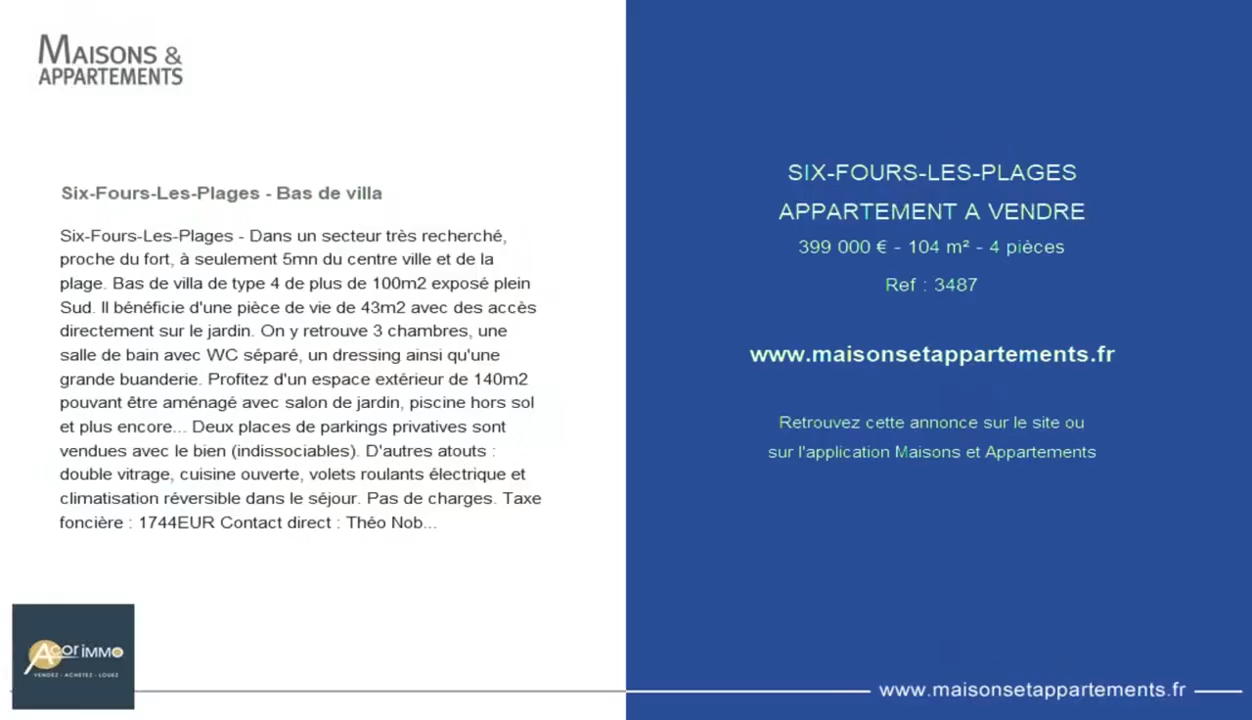 MAISONS &
APPARTEMENTS
Six-Fours-Les-Plages - Bas de villa
Six-Fours-Les-Plages - Dans un secteur très recherché,
proche du fort, à seulement 5mn du centre ville et de la
plage. Bas de villa de type 4 de plus de 100m2 exposé plein
Sud. Il bénéficie d'une pièce de vie de 43m2 avec des accès
directement sur le jardin. On y retrouve 3 chambres, une
salle de bain avec WC séparé, un dressing ainsi qu'une
grande buanderie. Profitez d'un espace extérieur de 140m2
pouvant être aménagé avec salon de jardin, piscine hors sol
et plus encore... Deux places de parkings privatives sont
vendues avec le bien (indissociables). D'autres atouts :
double vitrage, cuisine ouverte, volets roulants électrique et
climatisation réversible dans le séjour. Pas de charges. Taxe
foncière : 1744EUR Contact direct : Théo Nob...
Acor immo
VENDEZ - ACHETEZ - LOUEZ
SIX-FOURS-LES-PLAGES
APPARTEMENT A VENDRE
399 000 € - 104 m² - 4 pièces
Ref : 3487
www.maisonsetappartements.fr
Retrouvez cette annonce sur le site ou
sur l'application Maisons et Appartements
www.maisonsetappartements.fr